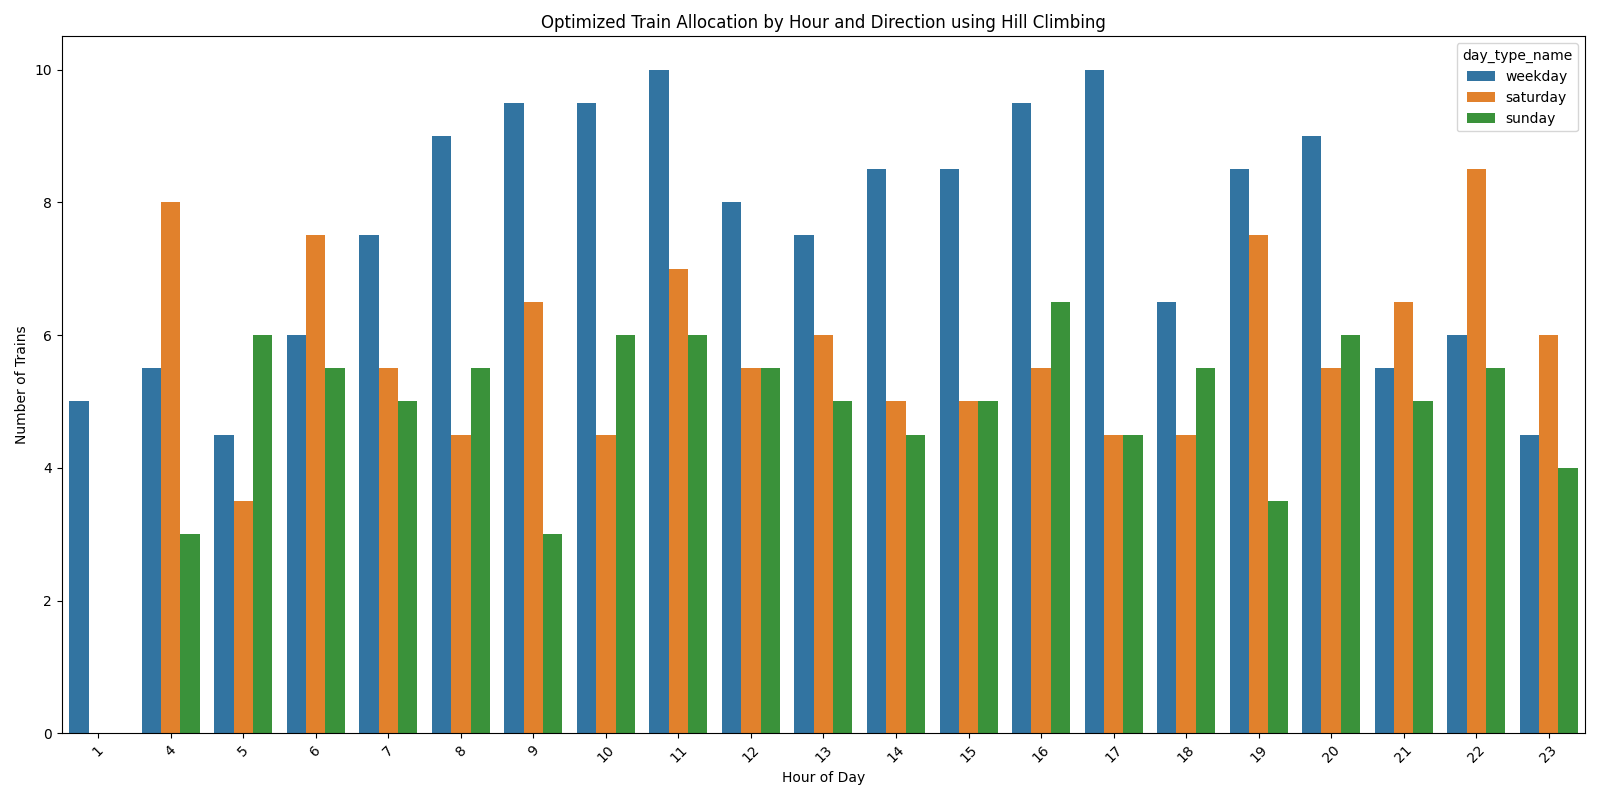 Optimized Train Allocation by Hour and Direction using Hill Climbing
day_type_name
weekday
saturday
sunday
Number of Trains
10
8
6
4
2
0
1 4 5 6 7 8 9 10 11 12 13 14 15 16 17 18 19 20 21 22 23
Hour of Day